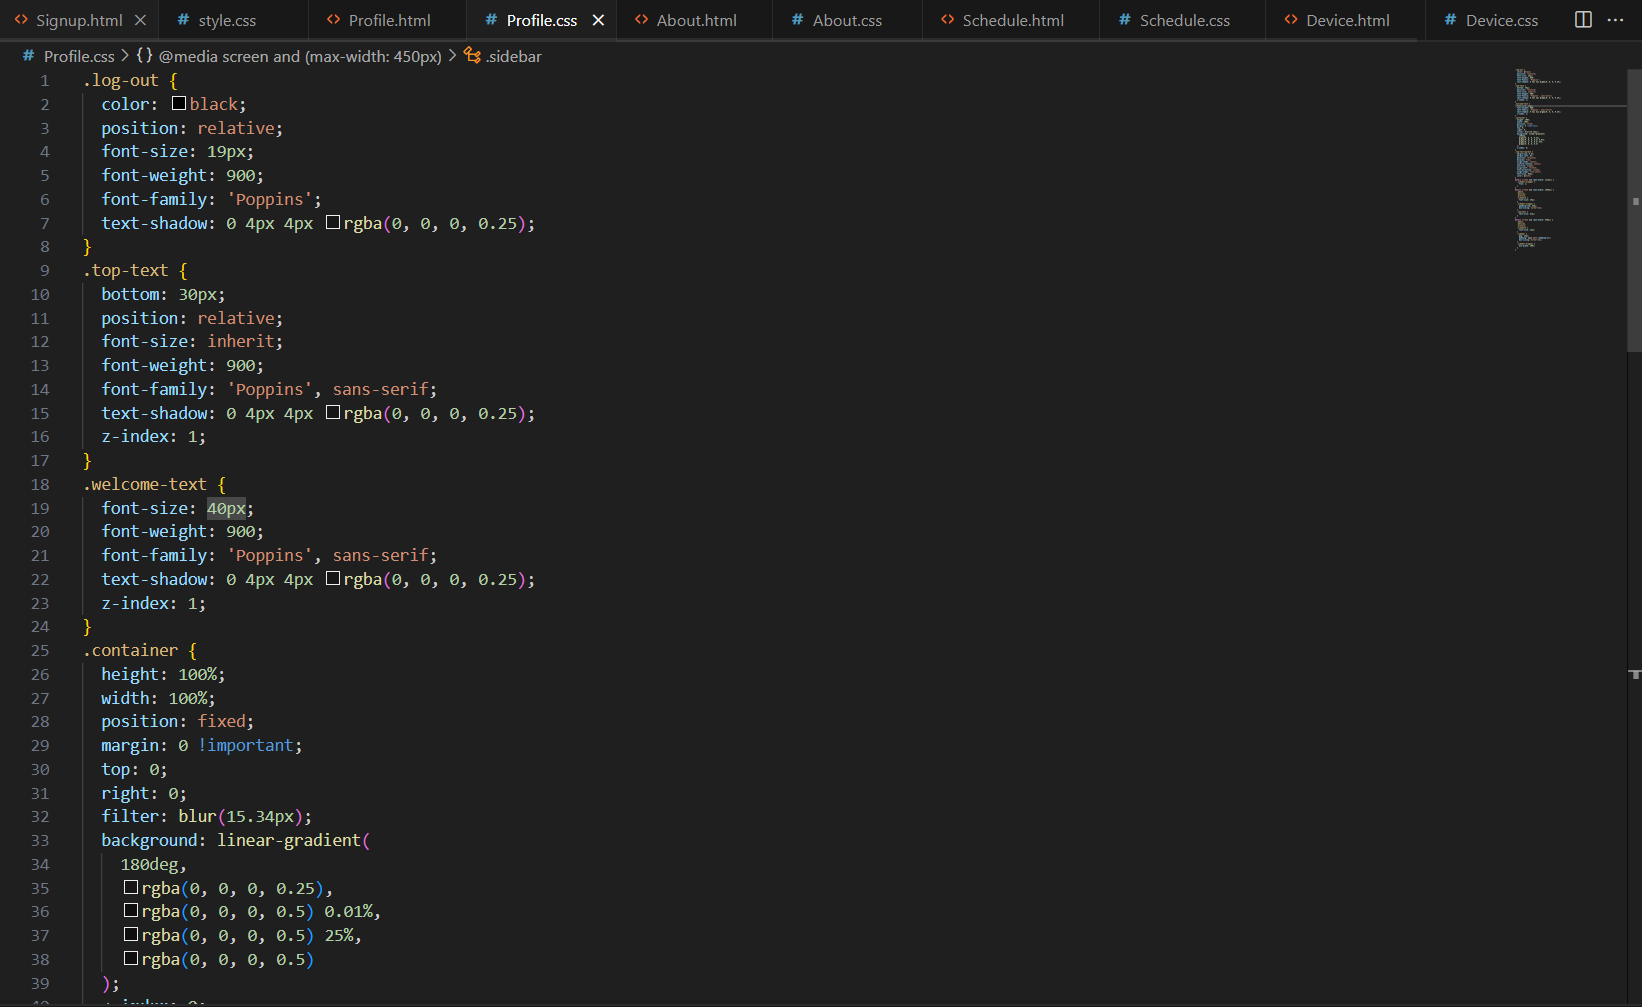 Signup.html style.css Profile.html Profile.css About.html About.css Schedule.html Schedule.css Device.html Device.css
Profile.css > {} @media screen and (max-width: 450px) > .sidebar
1 .log-out {
2 color: black;
3 position: relative;
4 font-size: 19px;
5 font-weight: 900;
6 font-family: 'Poppins';
7 text-shadow: 0 4px 4px rgba(0, 0, 0, 0.25);
8 }
9 .top-text {
10 bottom: 30px;
11 position: relative;
12 font-size: inherit;
13 font-weight: 900;
14 font-family: 'Poppins', sans-serif;
15 text-shadow: 0 4px 4px rgba(0, 0, 0, 0.25);
16 z-index: 1;
17 }
18 .welcome-text {
19 font-size: 40px;
20 font-weight: 900;
21 font-family: 'Poppins', sans-serif;
22 text-shadow: 0 4px 4px rgba(0, 0, 0, 0.25);
23 z-index: 1;
24 }
25 .container {
26 height: 100%;
27 width: 100%;
28 position: fixed;
29 margin: 0 !important;
30 top: 0;
31 right: 0;
32 filter: blur(15.34px);
33 background: linear-gradient(
34 180deg,
35 rgba(0, 0, 0, 0.25),
36 rgba(0, 0, 0, 0.5) 0.01%,
37 rgba(0, 0, 0, 0.5) 25%,
38 rgba(0, 0, 0, 0.5)
39 );